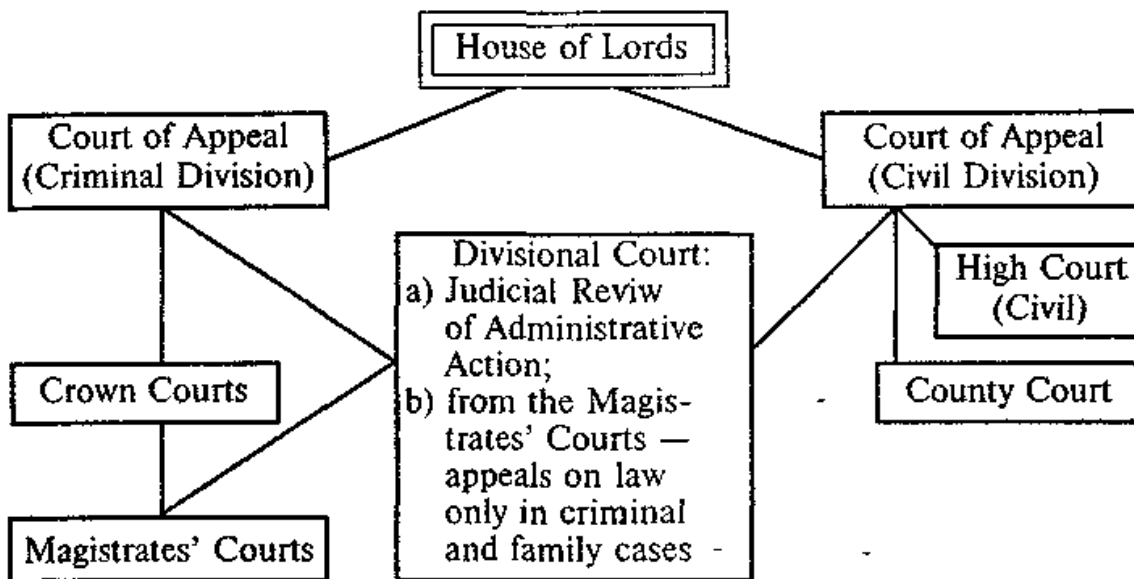 House of Lords
Court of Appeal
(Criminal Division)
Court of Appeal
(Civil Division)
Divisional Court:
a) Judicial Reviw
of Administrative
Action;
b) from the Magis-
trates' Courts —
appeals on law
only in criminal
and family cases
High Court
(Civil)
Crown Courts
County Court
Magistrates' Courts